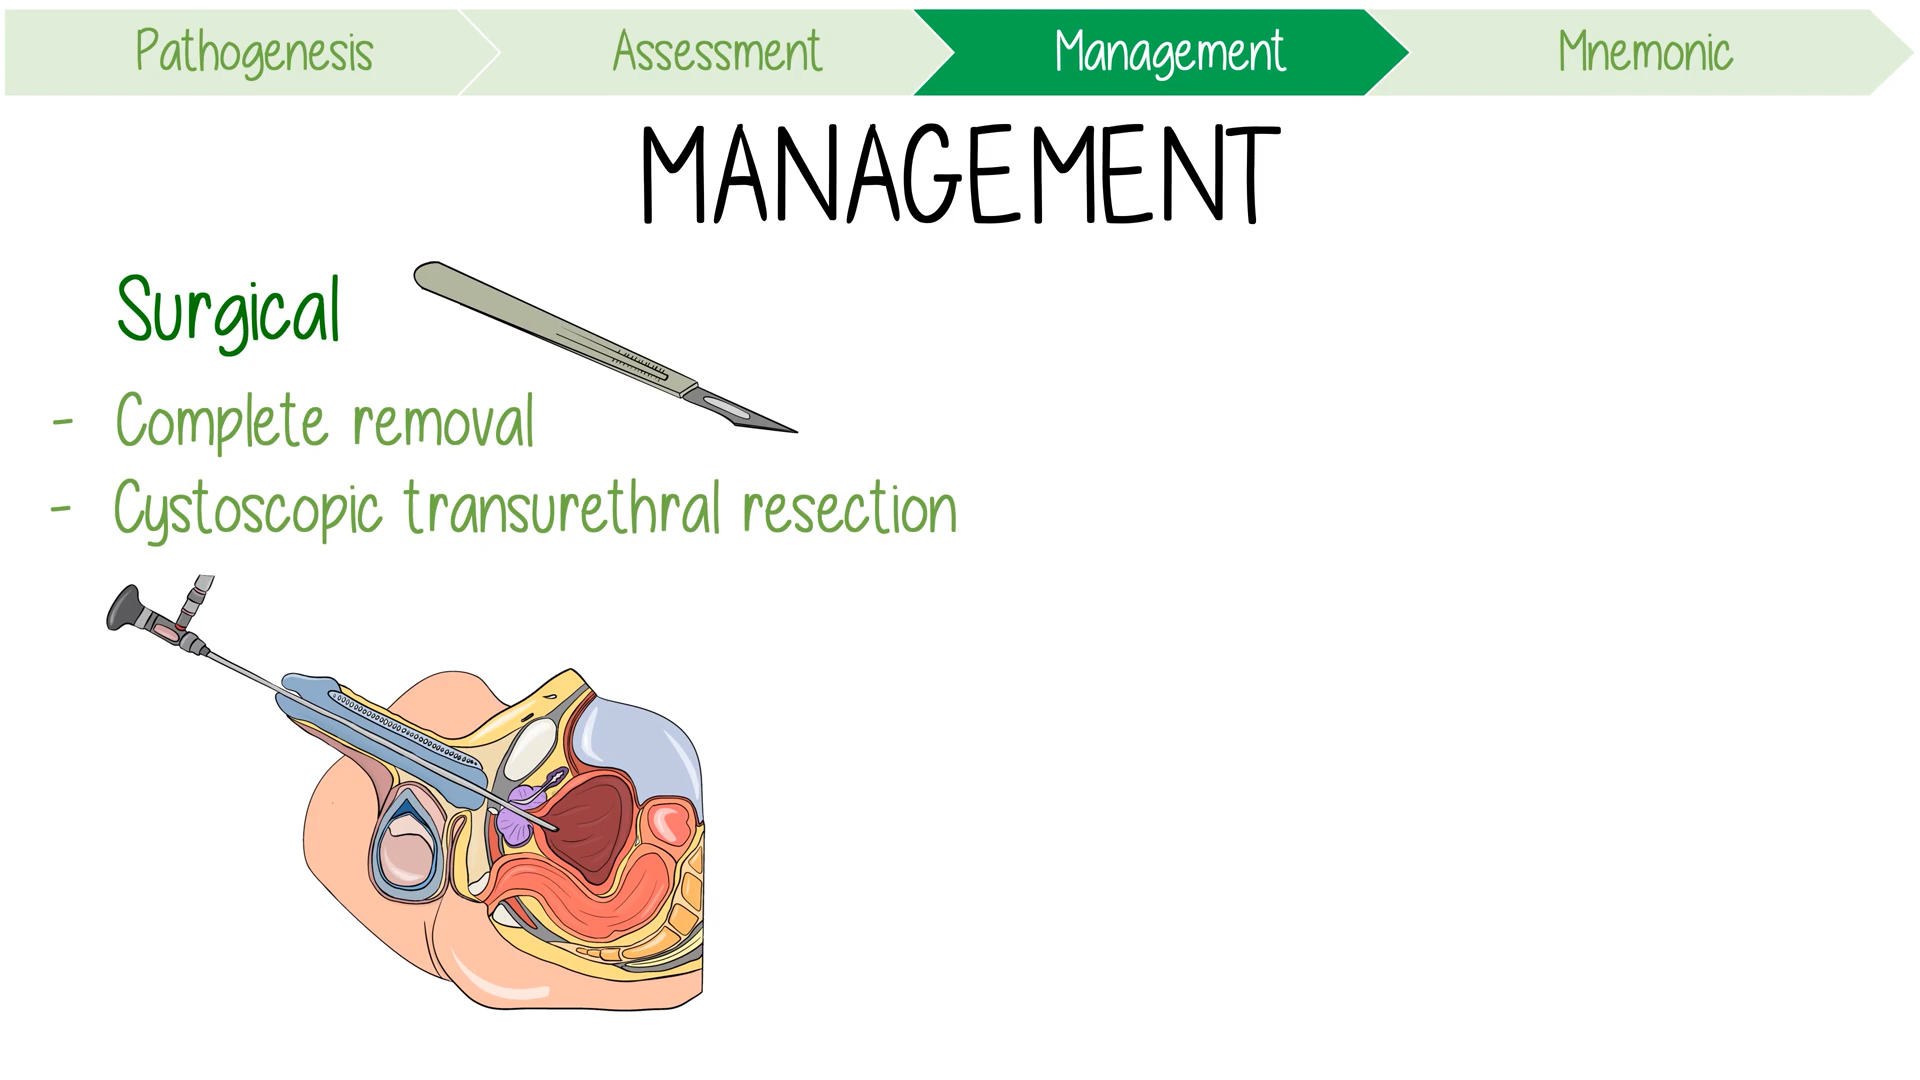 Pathogenesis
Assessment
Management
Mnemonic
MANAGEMENT
Surgical
- Complete removal
- Cystoscopic transurethral resection